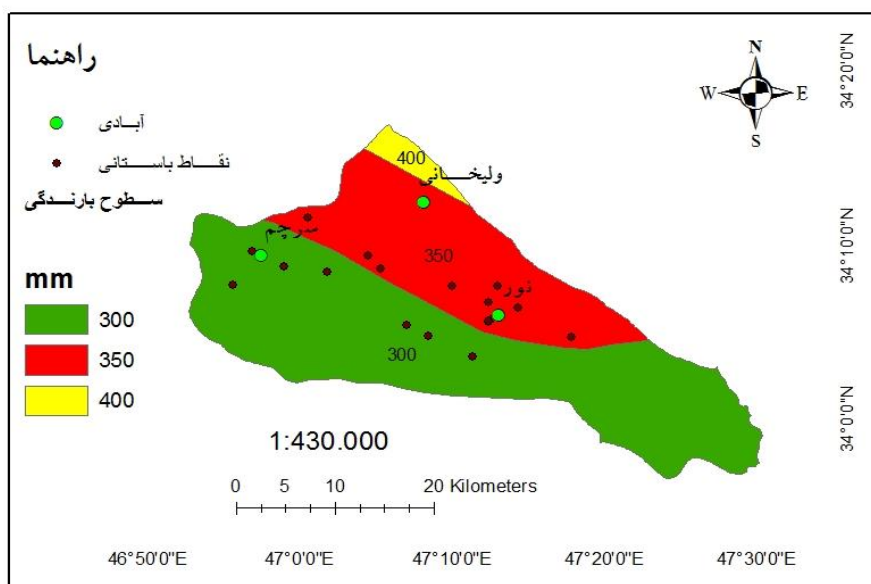 راهنما
آبادی
نقاط باستانی
سطوح بارندگی
mm
300
350
400
N
W E
S
400
ولیخانی
سرچم
350
نور
300
1:430.000
0 5 10 20 Kilometers
34°20'0"N
34°10'0"N
34°0'0"N
46°50'0"E 47°0'0"E 47°10'0"E 47°20'0"E 47°30'0"E